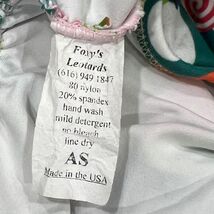 Foxy's
Leotards
(616) 949 1847
80 nylon
20% spandex
hand wash
mild detergent
no bleach
line dry
AS
Made in the USA